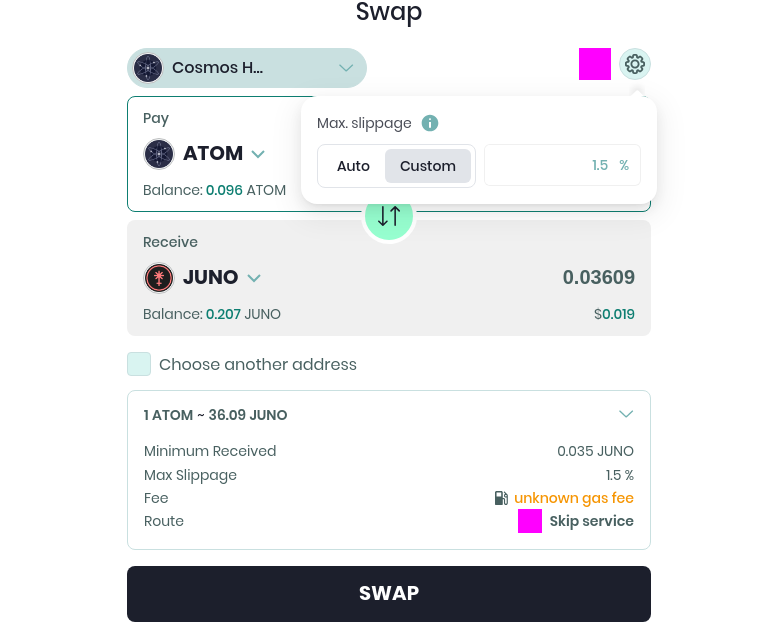 Swap
Cosmos H...
Pay
Max. slippage
ATOM
Auto Custom 1.5 %
Balance: 0.096 ATOM
Receive
JUNO 0.03609
Balance: 0.207 JUNO $0.019
Choose another address
1 ATOM ~ 36.09 JUNO
Minimum Received 0.035 JUNO
Max Slippage 1.5 %
Fee unknown gas fee
Route Skip service
SWAP